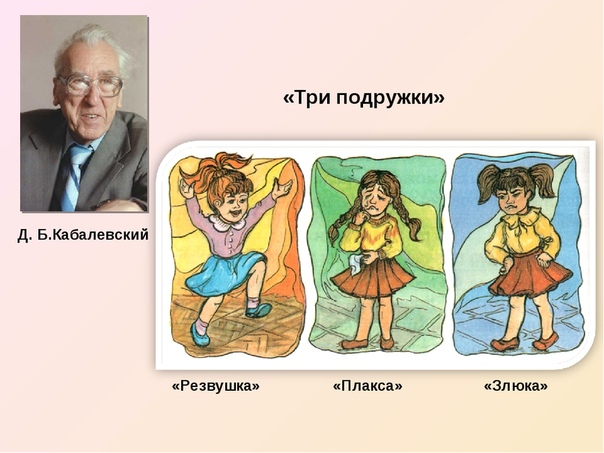 «Три подружки»
Д. Б.Кабалевский
«Резвушка» «Плакса» «Злюка»